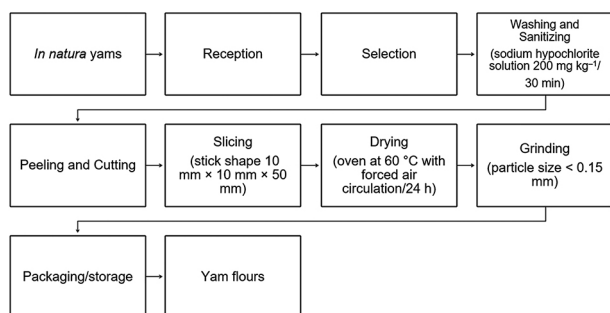 In natura yams
Reception
Selection
Washing and
Sanitizing
(sodium hypochlorite
solution 200 mg kg⁻¹/
30 min)
Peeling and Cutting
Slicing
(stick shape 10
mm × 10 mm × 50
mm)
Drying
(oven at 60 °C with
forced air
circulation/24 h)
Grinding
(particle size < 0.15
mm)
Packaging/storage
Yam flours